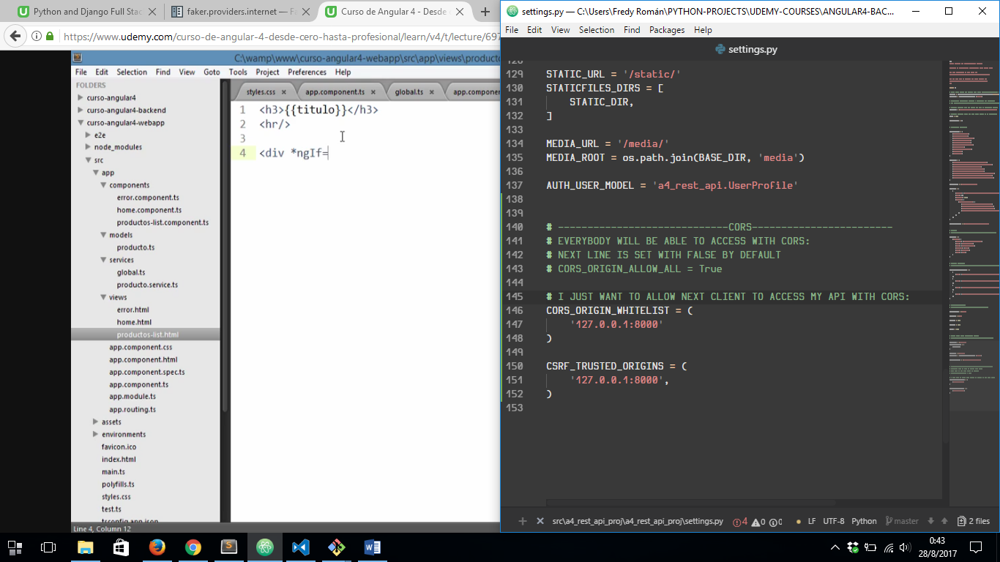 Python and Django Full Stac
faker.providers.internet — F
Curso de Angular 4 - Desde
https://www.udemy.com/curso-de-angular-4-desde-cero-hasta-profesional/learn/v4/t/lecture/697
C:\wamp\www\curso-angular4-webapp\src\app\views\producto
File Edit Selection Find View Goto Tools Project Preferences Help
FOLDERS
curso-angular4
curso-angular4-backend
curso-angular4-webapp
e2e
node_modules
src
app
components
error.component.ts
home.component.ts
productos-list.component.ts
models
producto.ts
services
global.ts
producto.service.ts
views
error.html
home.html
productos-list.html
app.component.css
app.component.html
app.component.spec.ts
app.component.ts
app.module.ts
app.routing.ts
assets
environments
favicon.ico
index.html
main.ts
polyfills.ts
styles.css
test.ts
tsconfig.app.json
styles.css app.component.ts global.ts app.componen
1 <h3>{{titulo}}</h3>
2 <hr/>
3
4 <div *ngIf=
Line 4, Column 12
settings.py — C:\Users\Fredy Román\PYTHON-PROJECTS\UDEMY-COURSES\ANGULAR4-BAC...
File Edit View Selection Find Packages Help
settings.py
128
129 STATIC_URL = '/static/'
130 STATICFILES_DIRS = [
131 STATIC_DIR,
132 ]
133
134 MEDIA_URL = '/media/'
135 MEDIA_ROOT = os.path.join(BASE_DIR, 'media')
136
137 AUTH_USER_MODEL = 'a4_rest_api.UserProfile'
138
139
140 # -----------------------------CORS------------------------
141 # EVERYBODY WILL BE ABLE TO ACCESS WITH CORS:
142 # NEXT LINE IS SET WITH FALSE BY DEFAULT
143 # CORS_ORIGIN_ALLOW_ALL = True
144
145 # I JUST WANT TO ALLOW NEXT CLIENT TO ACCESS MY API WITH CORS:
146 CORS_ORIGIN_WHITELIST = (
147 '127.0.0.1:8000'
148 )
149
150 CSRF_TRUSTED_ORIGINS = (
151 '127.0.0.1:8000',
152 )
153
src\a4_rest_api_proj\a4_rest_api_proj\settings.py 4 0 0 LF UTF-8 Python master 2 files
0:43
28/8/2017